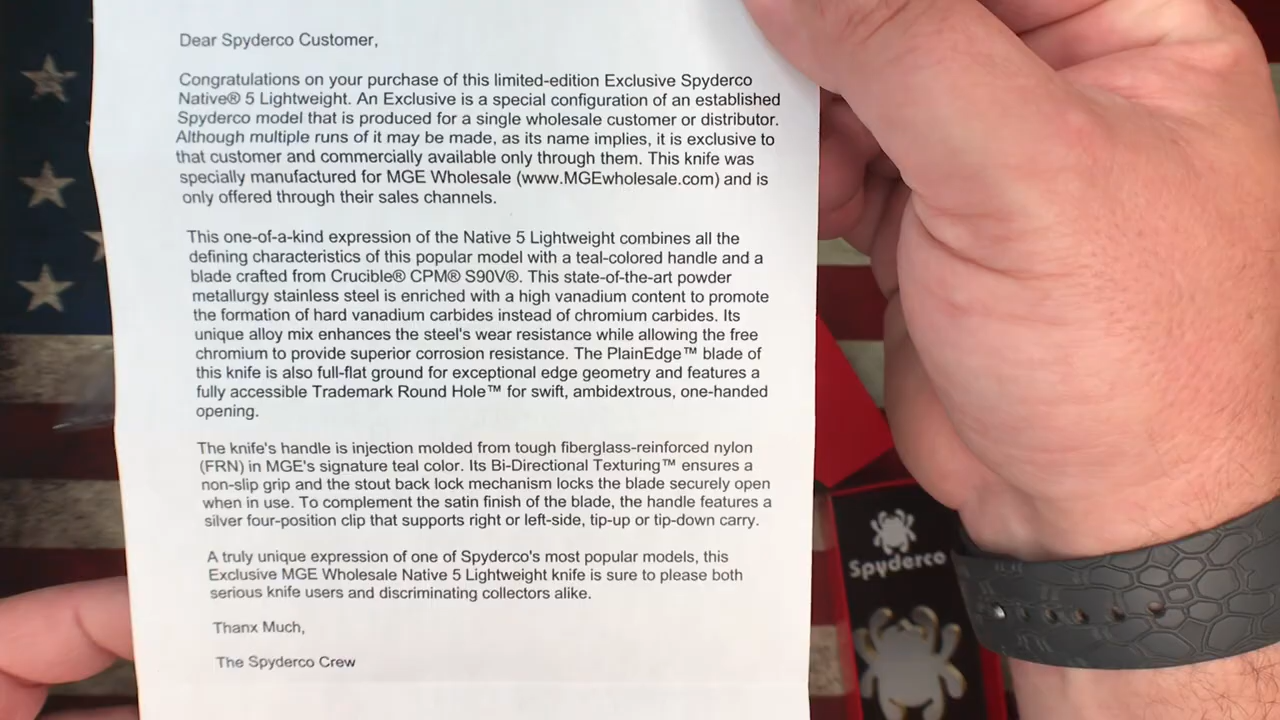 Dear Spyderco Customer,
Congratulations on your purchase of this limited-edition Exclusive Spyderco
Native® 5 Lightweight. An Exclusive is a special configuration of an established
Spyderco model that is produced for a single wholesale customer or distributor.
Although multiple runs of it may be made, as its name implies, it is exclusive to
that customer and commercially available only through them. This knife was
specially manufactured for MGE Wholesale (www.MGEwholesale.com) and is
only offered through their sales channels.
This one-of-a-kind expression of the Native 5 Lightweight combines all the
defining characteristics of this popular model with a teal-colored handle and a
blade crafted from Crucible® CPM® S90V®. This state-of-the-art powder
metallurgy stainless steel is enriched with a high vanadium content to promote
the formation of hard vanadium carbides instead of chromium carbides. Its
unique alloy mix enhances the steel's wear resistance while allowing the free
chromium to provide superior corrosion resistance. The PlainEdge™ blade of
this knife is also full-flat ground for exceptional edge geometry and features a
fully accessible Trademark Round Hole™ for swift, ambidextrous, one-handed
opening.
The knife's handle is injection molded from tough fiberglass-reinforced nylon
(FRN) in MGE's signature teal color. Its Bi-Directional Texturing™ ensures a
non-slip grip and the stout back lock mechanism locks the blade securely open
when in use. To complement the satin finish of the blade, the handle features a
silver four-position clip that supports right or left-side, tip-up or tip-down carry.
A truly unique expression of one of Spyderco's most popular models, this
Exclusive MGE Wholesale Native 5 Lightweight knife is sure to please both
serious knife users and discriminating collectors alike.
Thanx Much,
The Spyderco Crew
Spyderco